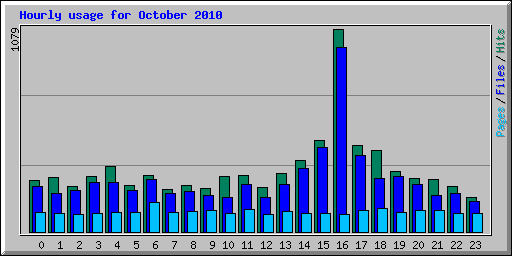 Hourly usage for October 2010
1079
Pages / Files / Hits
0 1 2 3 4 5 6 7 8 9 10 11 12 13 14 15 16 17 18 19 20 21 22 23